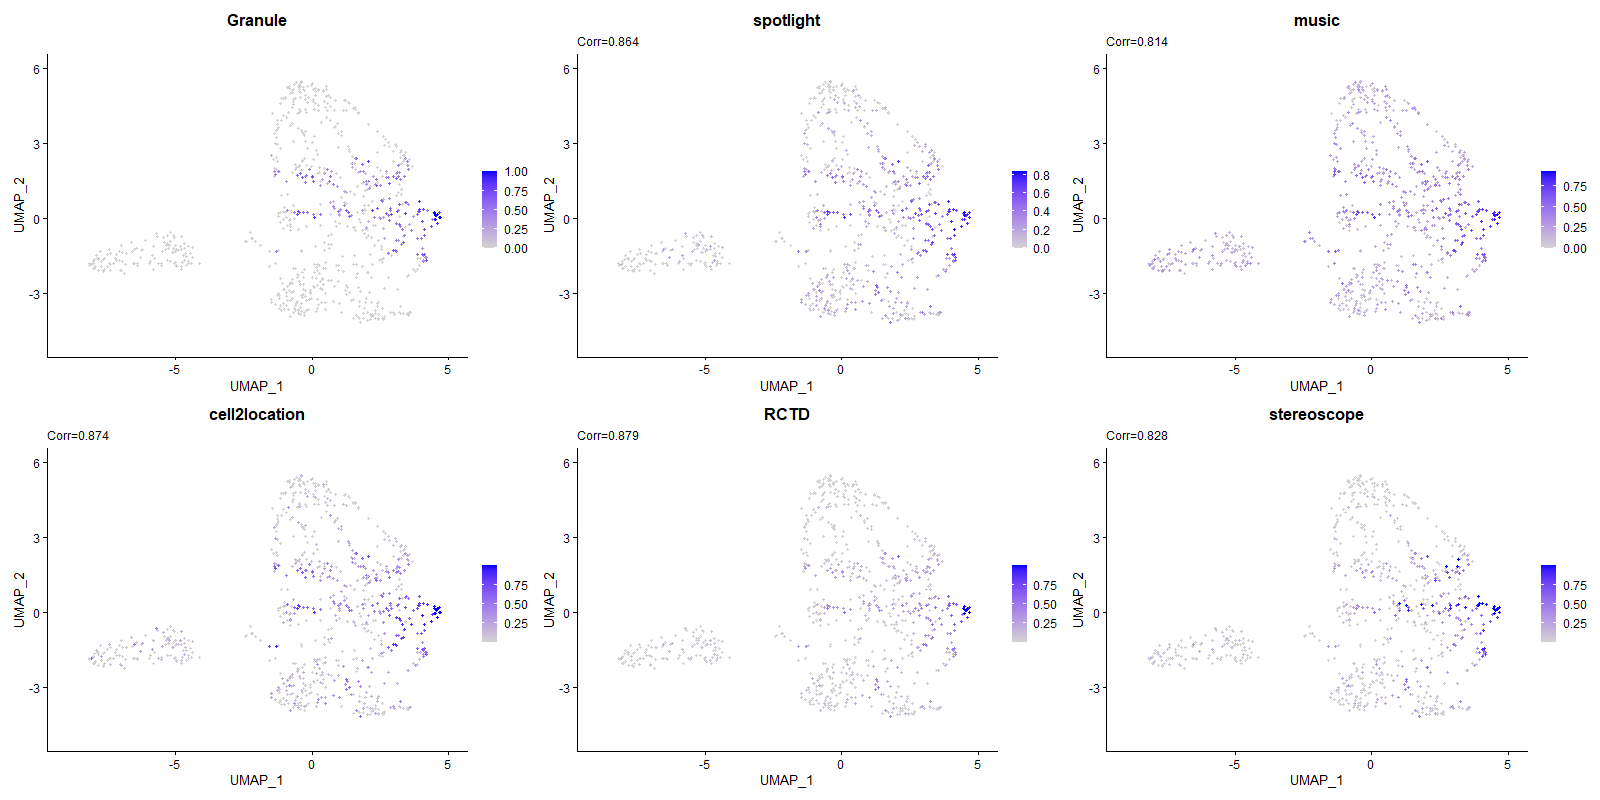 Granule
6
3
0
-3
-5
0
5
UMAP_1
UMAP_2
1.00
0.75
0.50
0.25
0.00
spotlight
Corr=0.864
6
3
0
-3
-5
0
5
UMAP_1
UMAP_2
0.8
0.6
0.4
0.2
0.0
music
Corr=0.814
6
3
0
-3
-5
0
5
UMAP_1
UMAP_2
0.75
0.50
0.25
0.00
cell2location
Corr=0.874
6
3
0
-3
-5
0
5
UMAP_1
UMAP_2
0.75
0.50
0.25
RCTD
Corr=0.879
6
3
0
-3
-5
0
5
UMAP_1
UMAP_2
0.75
0.50
0.25
stereoscope
Corr=0.828
6
3
0
-3
-5
0
5
UMAP_1
UMAP_2
0.75
0.50
0.25